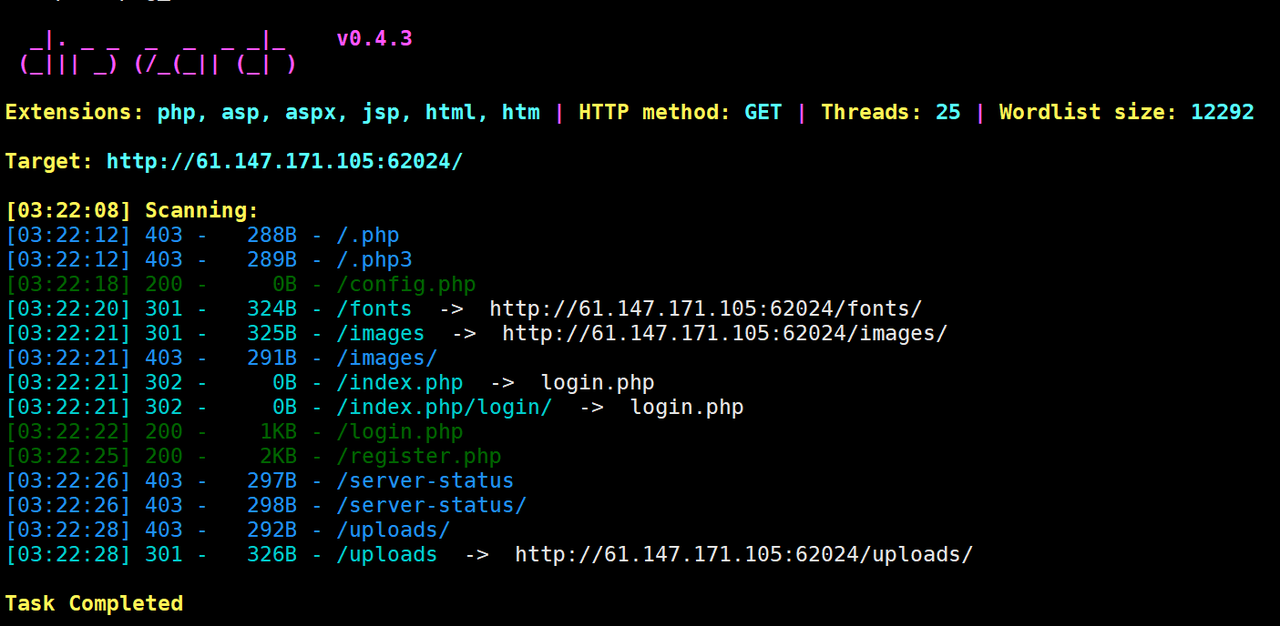 _|. _ _  _  _  _ _|_    v0.4.3
(_||| _) (/_(_|| (_| )
Extensions: php, asp, aspx, jsp, html, htm | HTTP method: GET | Threads: 25 | Wordlist size: 12292
Target: http://61.147.171.105:62024/
[03:22:08] Scanning:
[03:22:12] 403 -   288B - /.php
[03:22:12] 403 -   289B - /.php3
[03:22:18] 200 -     0B - /config.php
[03:22:20] 301 -   324B - /fonts  ->  http://61.147.171.105:62024/fonts/
[03:22:21] 301 -   325B - /images  ->  http://61.147.171.105:62024/images/
[03:22:21] 403 -   291B - /images/
[03:22:21] 302 -     0B - /index.php  ->  login.php
[03:22:21] 302 -     0B - /index.php/login/  ->  login.php
[03:22:22] 200 -    1KB - /login.php
[03:22:25] 200 -    2KB - /register.php
[03:22:26] 403 -   297B - /server-status
[03:22:26] 403 -   298B - /server-status/
[03:22:28] 403 -   292B - /uploads/
[03:22:28] 301 -   326B - /uploads  ->  http://61.147.171.105:62024/uploads/
Task Completed